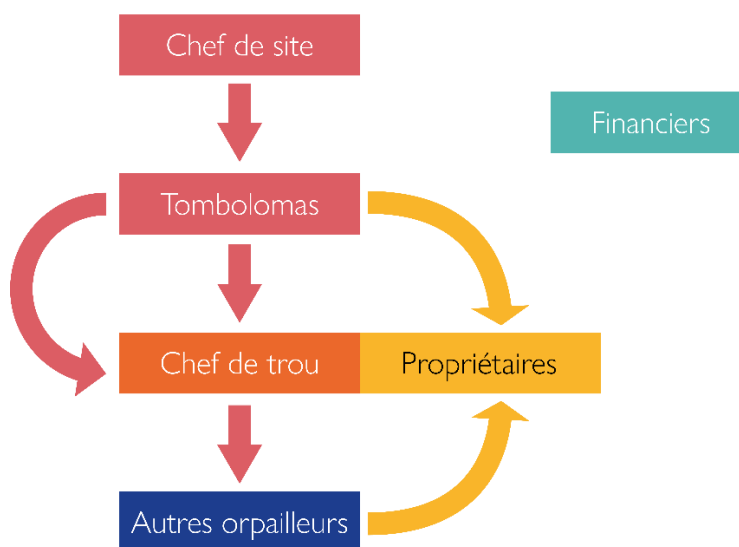 Chef de site
Financiers
Tombolomas
Chef de trou
Propriétaires
Autres orpailleurs